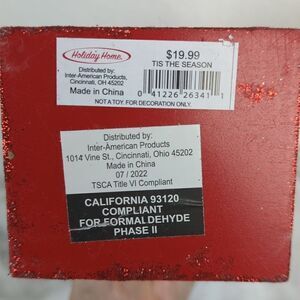 Holiday Home.
Distributed by:
Inter-American Products,
Cincinnati, OH 45202
Made in China
$19.99
TIS THE SEASON
0 41226 26341 1
NOT A TOY. FOR DECORATION ONLY.
Distributed by:
Inter-American Products
1014 Vine St., Cincinnati, Ohio 45202
Made in China
07 / 2022
TSCA Title VI Compliant
CALIFORNIA 93120
COMPLIANT
FOR FORMALDEHYDE
PHASE II